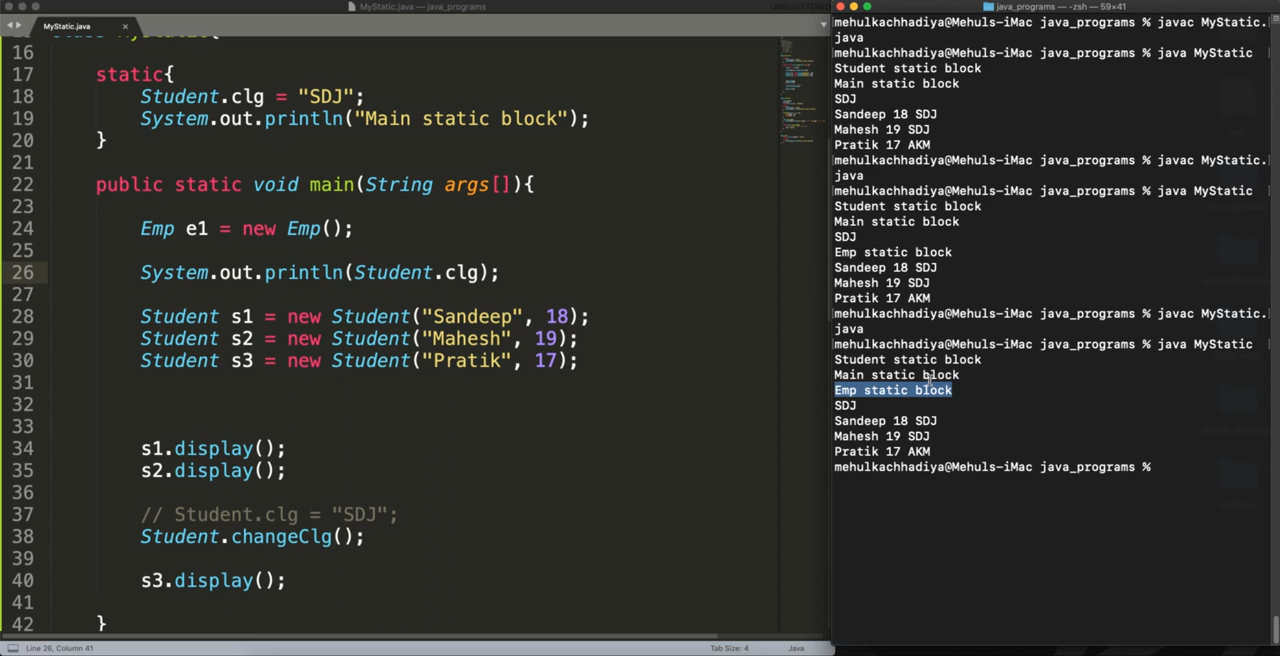 MyStatic.java — java_programs
UNREGISTERED
MyStatic.java
16
17 static{
18 Student.clg = "SDJ";
19 System.out.println("Main static block");
20 }
21
22 public static void main(String args[]){
23
24 Emp e1 = new Emp();
25
26 System.out.println(Student.clg);
27
28 Student s1 = new Student("Sandeep", 18);
29 Student s2 = new Student("Mahesh", 19);
30 Student s3 = new Student("Pratik", 17);
31
32
33
34 s1.display();
35 s2.display();
36
37 // Student.clg = "SDJ";
38 Student.changeClg();
39
40 s3.display();
41
42 }
Line 26, Column 41
Tab Size: 4
Java
java_programs — -zsh — 59×41
mehulkachhadiya@Mehuls-iMac java_programs % javac MyStatic.
java
mehulkachhadiya@Mehuls-iMac java_programs % java MyStatic
Student static block
Main static block
SDJ
Sandeep 18 SDJ
Mahesh 19 SDJ
Pratik 17 AKM
mehulkachhadiya@Mehuls-iMac java_programs % javac MyStatic.
java
mehulkachhadiya@Mehuls-iMac java_programs % java MyStatic
Student static block
Main static block
SDJ
Emp static block
Sandeep 18 SDJ
Mahesh 19 SDJ
Pratik 17 AKM
mehulkachhadiya@Mehuls-iMac java_programs % javac MyStatic.
java
mehulkachhadiya@Mehuls-iMac java_programs % java MyStatic
Student static block
Main static block
Emp static block
SDJ
Sandeep 18 SDJ
Mahesh 19 SDJ
Pratik 17 AKM
mehulkachhadiya@Mehuls-iMac java_programs %